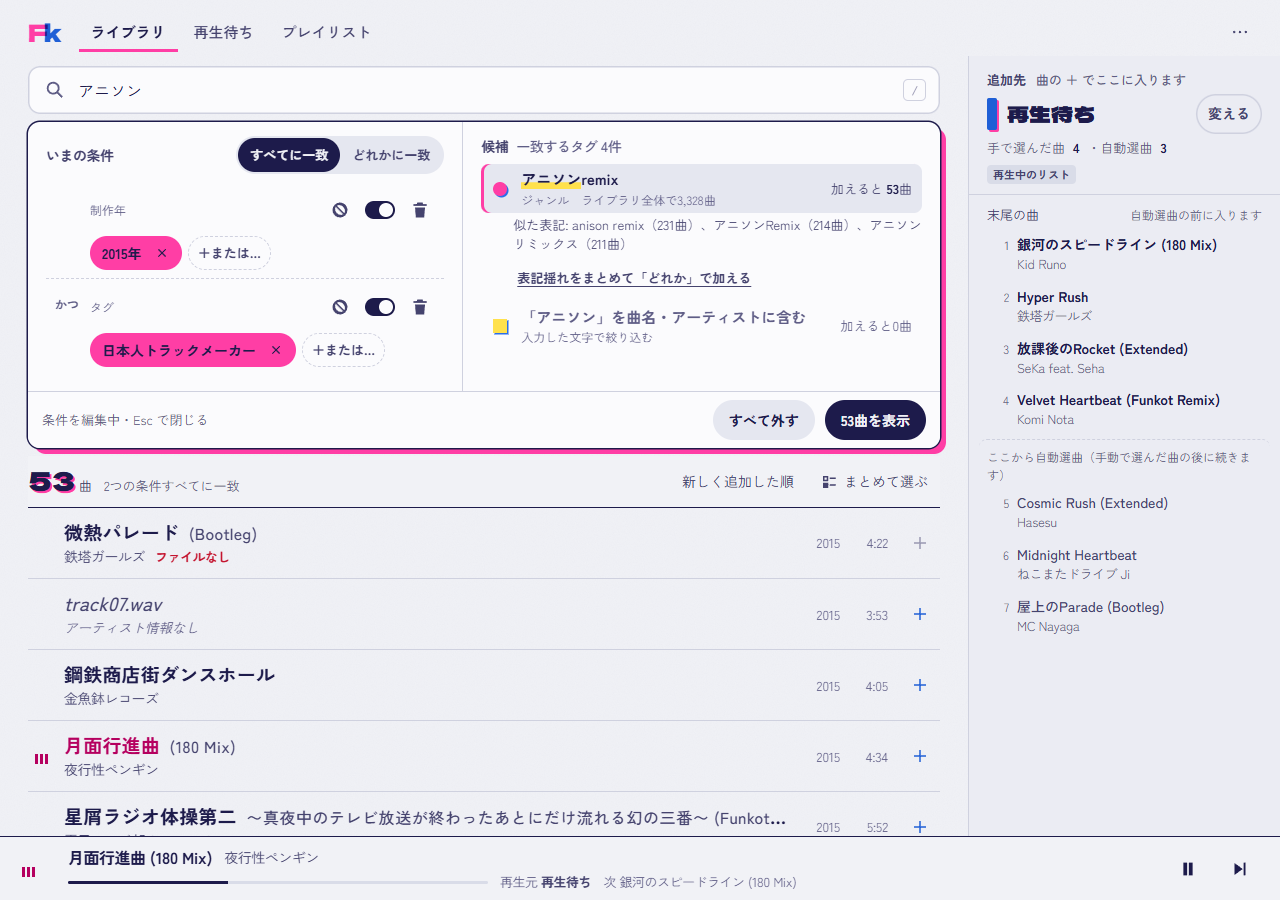 Fk ライブラリ 再生待ち プレイリスト …
アニソン /
いまの条件 すべてに一致 どれかに一致
制作年
2015年 × ＋または…
かつ タグ
日本人トラックメーカー × ＋または…
候補 一致するタグ 4件
アニソンremix
ジャンル ライブラリ全体で3,328曲
加えると 53曲
似た表記: anison remix（231曲）、アニソンRemix（214曲）、アニソン
リミックス（211曲）
表記揺れをまとめて「どれか」で加える
「アニソン」を曲名・アーティストに含む
入力した文字で絞り込む
加えると0曲
条件を編集中・Esc で閉じる すべて外す 53曲を表示
53 曲 2つの条件すべてに一致 新しく追加した順 まとめて選ぶ
微熱パレード (Bootleg)
鉄塔ガールズ ファイルなし
2015 4:22 ＋
track07.wav
アーティスト情報なし
2015 3:53 ＋
鋼鉄商店街ダンスホール
金魚鉢レコーズ
2015 4:05 ＋
月面行進曲 (180 Mix)
夜行性ペンギン
2015 4:34 ＋
星屑ラジオ体操第二 〜真夜中のテレビ放送が終わったあとにだけ流れる幻の三番〜 (Funkot…
2015 5:52 ＋
追加先 曲の ＋ でここに入ります
再生待ち 変える
手で選んだ曲 4 ・自動選曲 3
再生中のリスト
末尾の曲 自動選曲の前に入ります
1 銀河のスピードライン (180 Mix)
Kid Runo
2 Hyper Rush
鉄塔ガールズ
3 放課後のRocket (Extended)
SeKa feat. Seha
4 Velvet Heartbeat (Funkot Remix)
Komi Nota
ここから自動選曲（手動で選んだ曲の後に続きま
す）
5 Cosmic Rush (Extended)
Hasesu
6 Midnight Heartbeat
ねこまたドライブ Ji
7 屋上のParade (Bootleg)
MC Nayaga
月面行進曲 (180 Mix) 夜行性ペンギン
再生元 再生待ち 次 銀河のスピードライン (180 Mix)